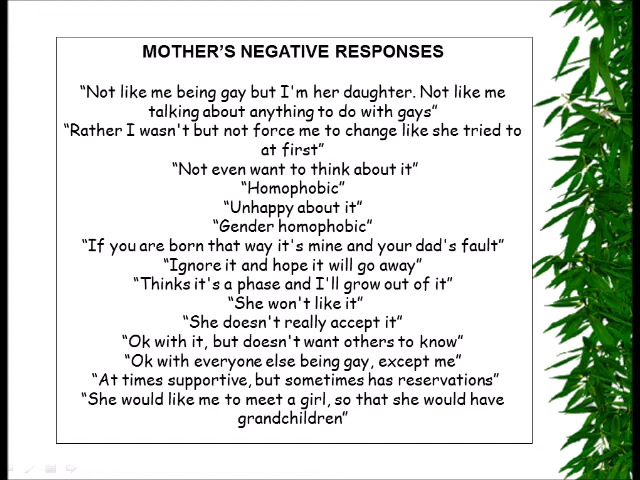 MOTHER’S NEGATIVE RESPONSES
“Not like me being gay but I'm her daughter. Not like me
talking about anything to do with gays”
“Rather I wasn't but not force me to change like she tried to
at first”
“Not even want to think about it”
“Homophobic”
“Unhappy about it”
“Gender homophobic”
“If you are born that way it's mine and your dad's fault”
“Ignore it and hope it will go away”
“Thinks it's a phase and I'll grow out of it”
“She won't like it”
“She doesn't really accept it”
“Ok with it, but doesn't want others to know”
“Ok with everyone else being gay, except me”
“At times supportive, but sometimes has reservations”
“She would like me to meet a girl, so that she would have
grandchildren”